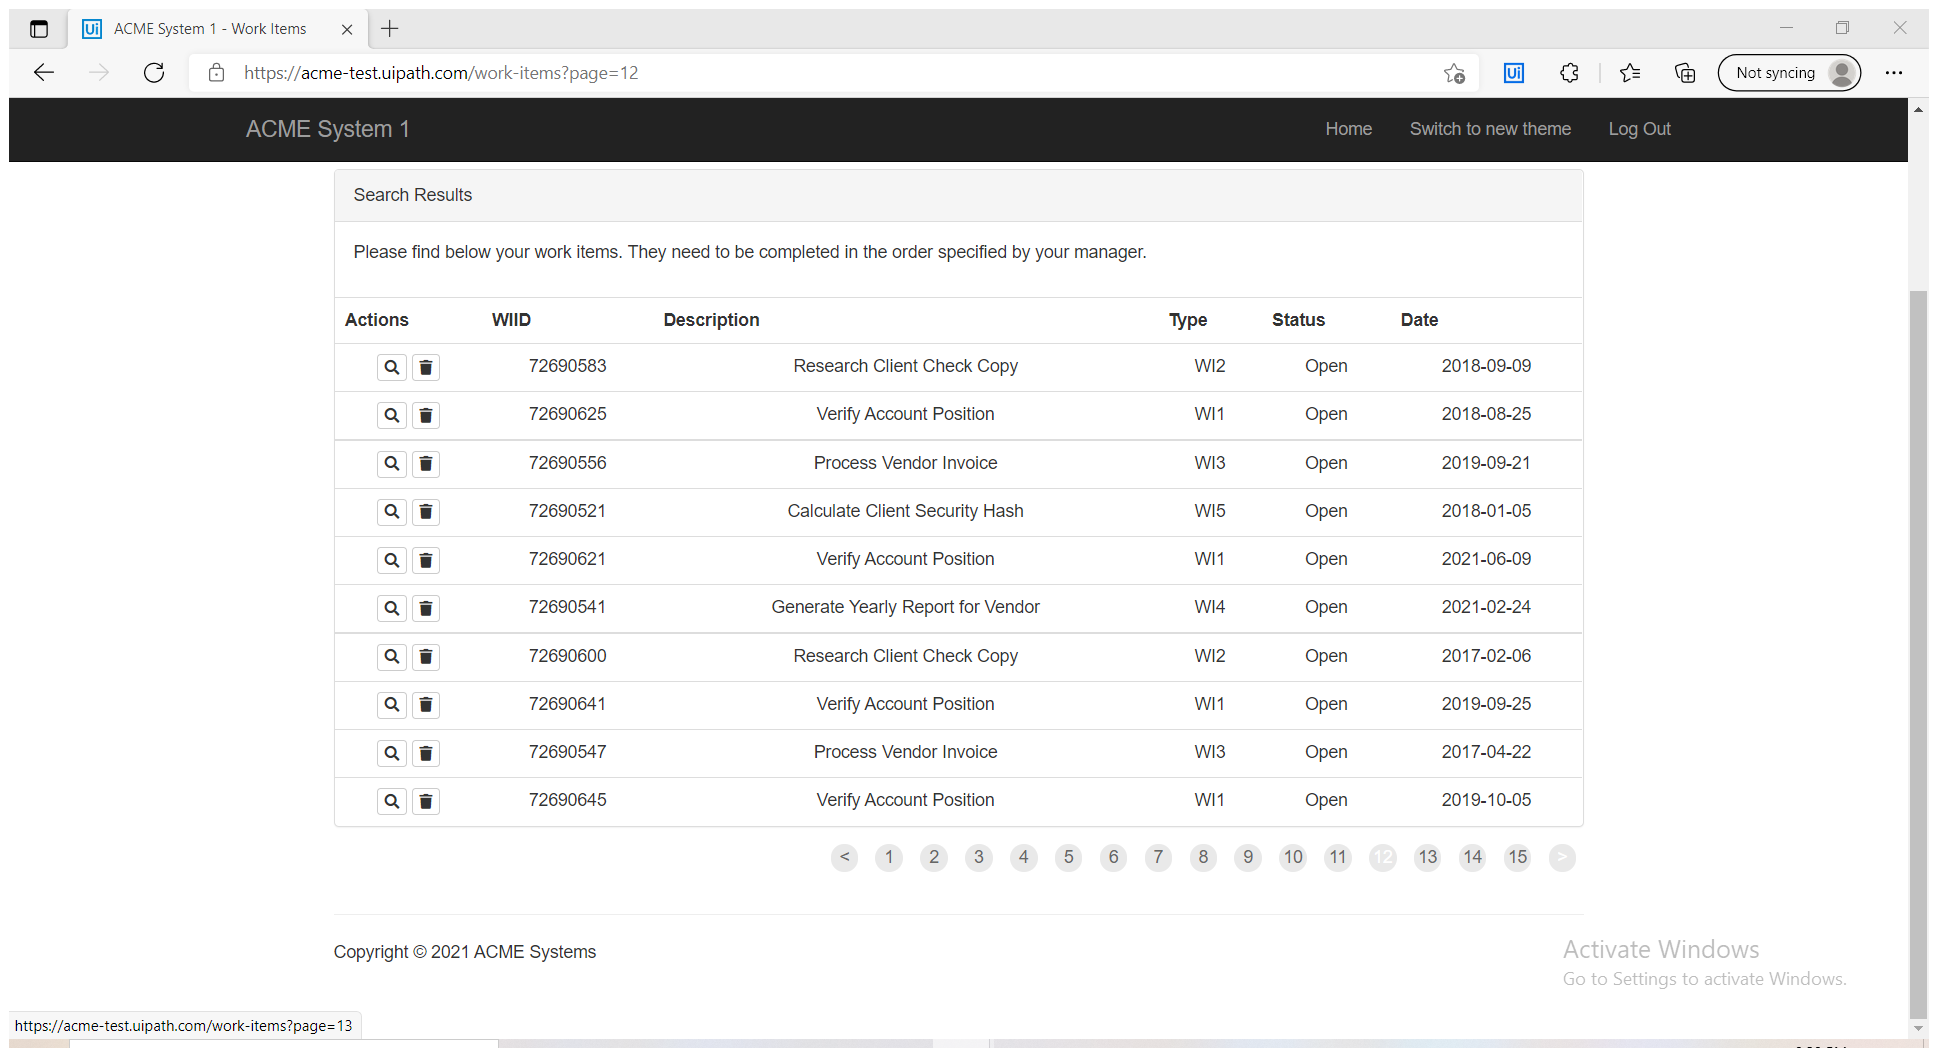 ACME System 1 - Work Items
https://acme-test.uipath.com/work-items?page=12
Ui
Not syncing
ACME System 1 Home Switch to new theme Log Out
Search Results
Please find below your work items. They need to be completed in the order specified by your manager.
Actions WIID Description Type Status Date
72690583 Research Client Check Copy WI2 Open 2018-09-09
72690625 Verify Account Position WI1 Open 2018-08-25
72690556 Process Vendor Invoice WI3 Open 2019-09-21
72690521 Calculate Client Security Hash WI5 Open 2018-01-05
72690621 Verify Account Position WI1 Open 2021-06-09
72690541 Generate Yearly Report for Vendor WI4 Open 2021-02-24
72690600 Research Client Check Copy WI2 Open 2017-02-06
72690641 Verify Account Position WI1 Open 2019-09-25
72690547 Process Vendor Invoice WI3 Open 2017-04-22
72690645 Verify Account Position WI1 Open 2019-10-05
< 1 2 3 4 5 6 7 8 9 10 11 12 13 14 15 >
Copyright © 2021 ACME Systems
Activate Windows
Go to Settings to activate Windows.
https://acme-test.uipath.com/work-items?page=13